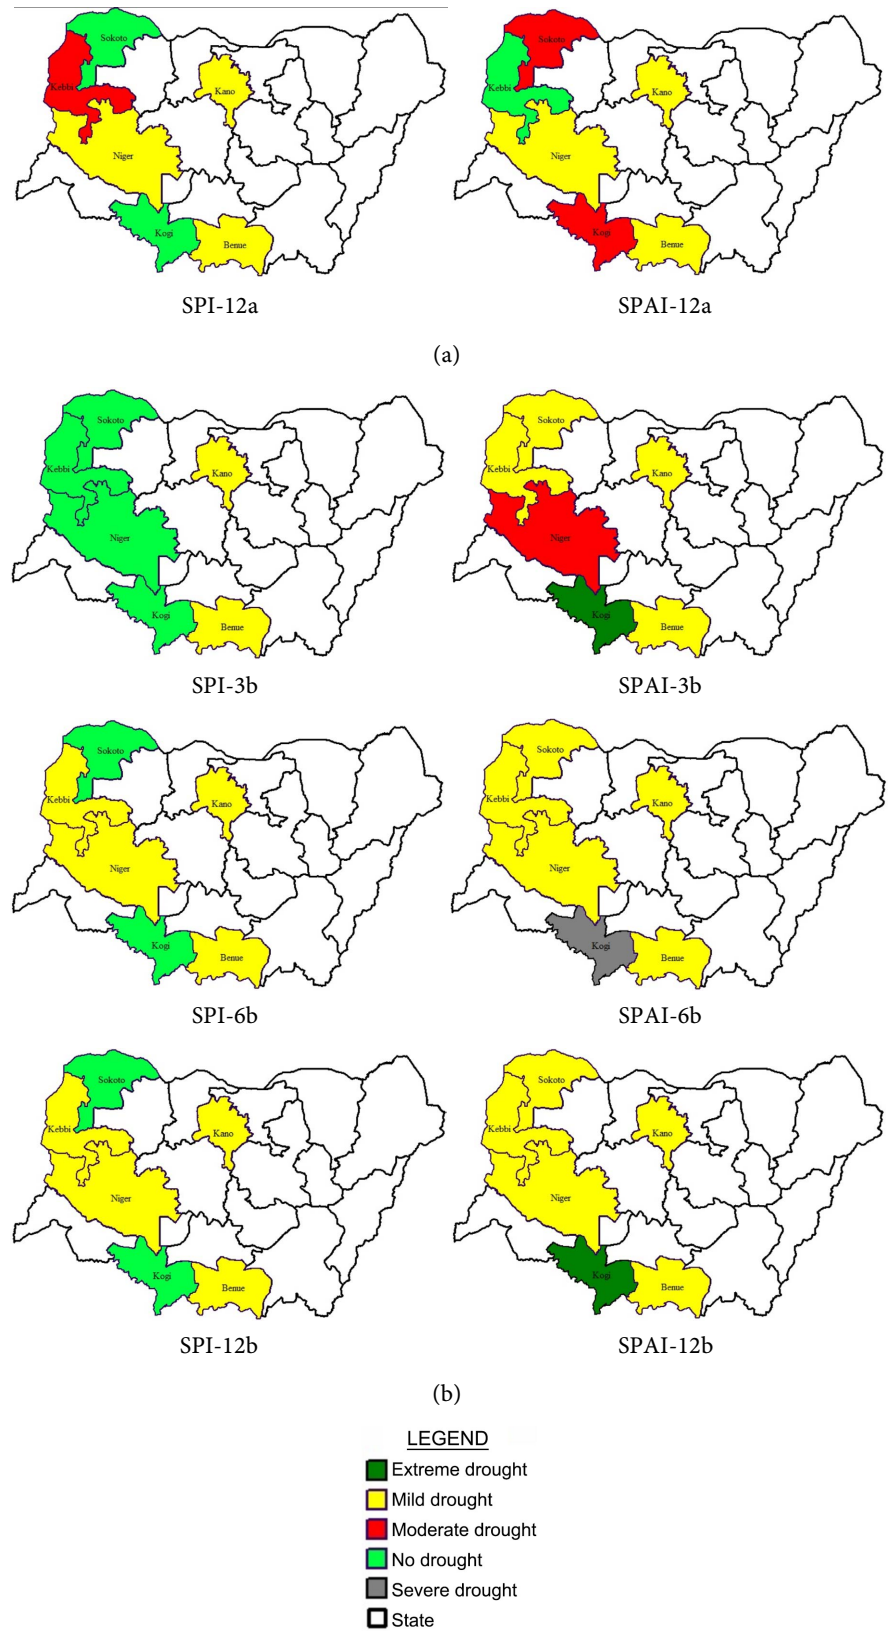 Sokoto
Kebbi
Kano
Niger
Kogi
Benue
SPI-12a
Sokoto
Kebbi
Kano
Niger
Kogi
Benue
SPAI-12a
(a)
Sokoto
Kebbi
Kano
Niger
Kogi
Benue
SPI-3b
Sokoto
Kebbi
Kano
Niger
Kogi
Benue
SPAI-3b
Sokoto
Kebbi
Kano
Niger
Kogi
Benue
SPI-6b
Sokoto
Kebbi
Kano
Niger
Kogi
Benue
SPAI-6b
Sokoto
Kebbi
Kano
Niger
Kogi
Benue
SPI-12b
Sokoto
Kebbi
Kano
Niger
Kogi
Benue
SPAI-12b
(b)
LEGEND
Extreme drought
Mild drought
Moderate drought
No drought
Severe drought
State